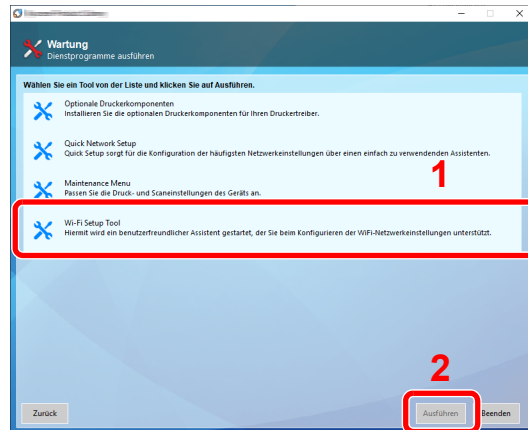 Wartung
Dienstprogramme ausführen
Wählen Sie ein Tool von der Liste und klicken Sie auf Ausführen.
Optionale Druckerkomponenten
Installieren Sie die optionalen Druckerkomponenten für Ihren Druckertreiber.
Quick Network Setup
Quick Setup sorgt für die Konfiguration der häufigsten Netzwerkeinstellungen über einen einfach zu verwendenden Assistenten.
1
Maintenance Menu
Passen Sie die Druck- und Scaneinstellungen des Geräts an.
Wi-Fi Setup Tool
Hiermit wird ein benutzerfreundlicher Assistent gestartet, der Sie beim Konfigurieren der WiFi-Netzwerkeinstellungen unterstützt.
2
Zurück Ausführen Beenden